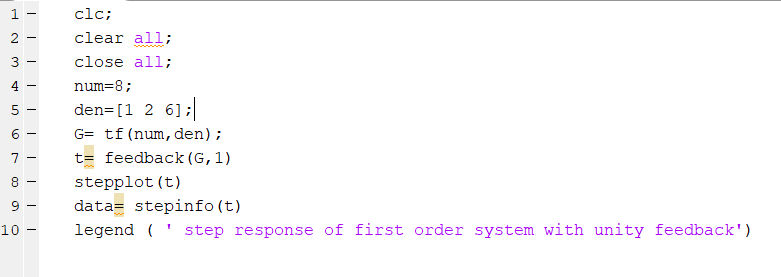 1 – clc;
2 – clear all;
3 – close all;
4 – num=8;
5 – den=[1 2 6];
6 – G= tf(num,den);
7 – t= feedback(G,1)
8 – stepplot(t)
9 – data= stepinfo(t)
10 – legend ( ' step response of first order system with unity feedback')